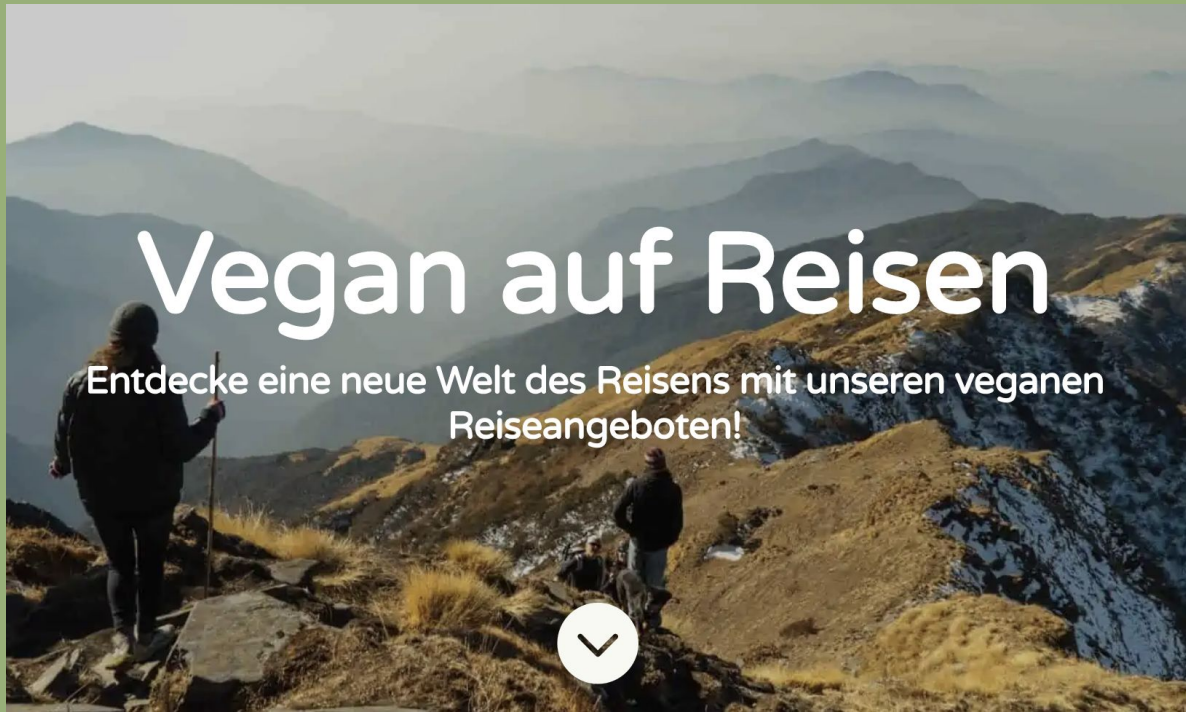 Vegan auf Reisen
Entdecke eine neue Welt des Reisens mit unseren veganen
Reiseangeboten!